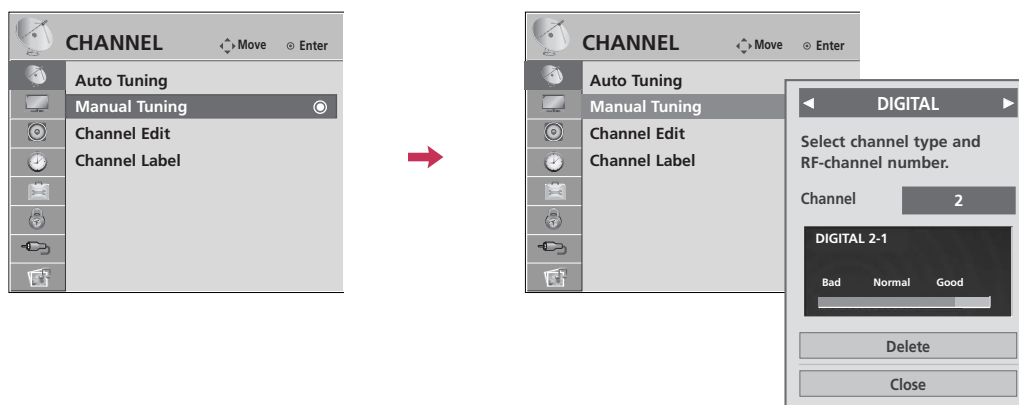 CHANNEL
Move
Enter
Auto Tuning
Manual Tuning
Channel Edit
Channel Label
CHANNEL
Move
Enter
Auto Tuning
Manual Tuning
Channel Edit
Channel Label
DIGITAL
Select channel type and
RF-channel number.
Channel 2
DIGITAL 2-1
Bad Normal Good
Delete
Close